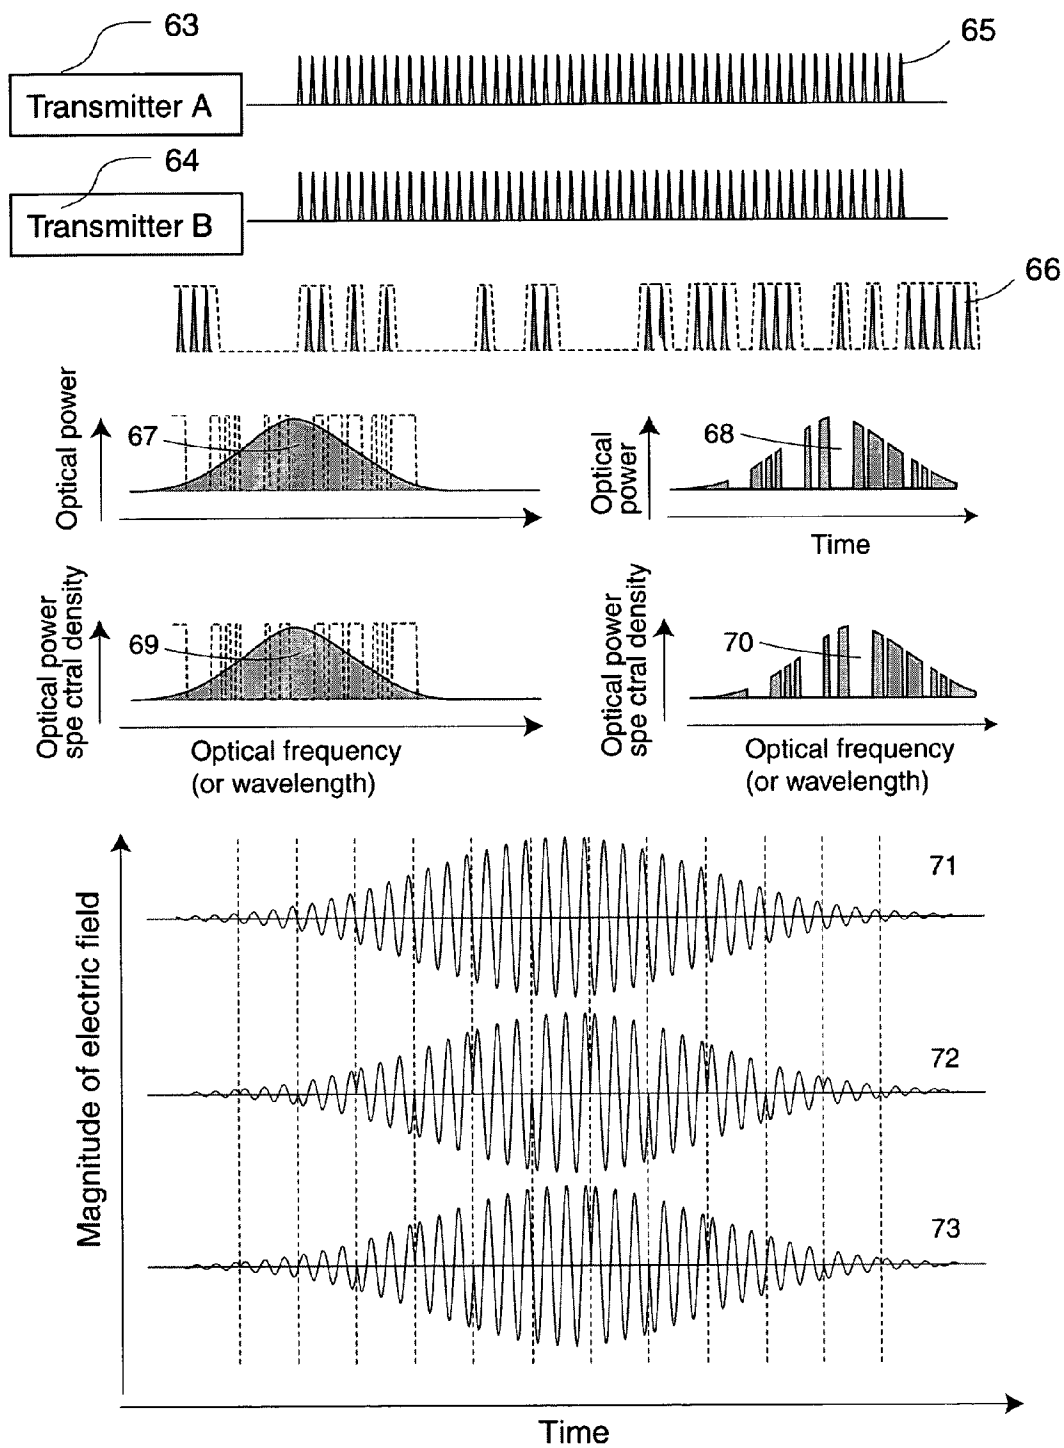 63
65
Transmitter A
64
Transmitter B
66
Optical power
67
Optical
power
68
Time
Optical power
spe ctral density
69
Optical frequency
(or wavelength)
Optical power
spe ctral density
70
Optical frequency
(or wavelength)
Magnitude of electric field
71
72
73
Time